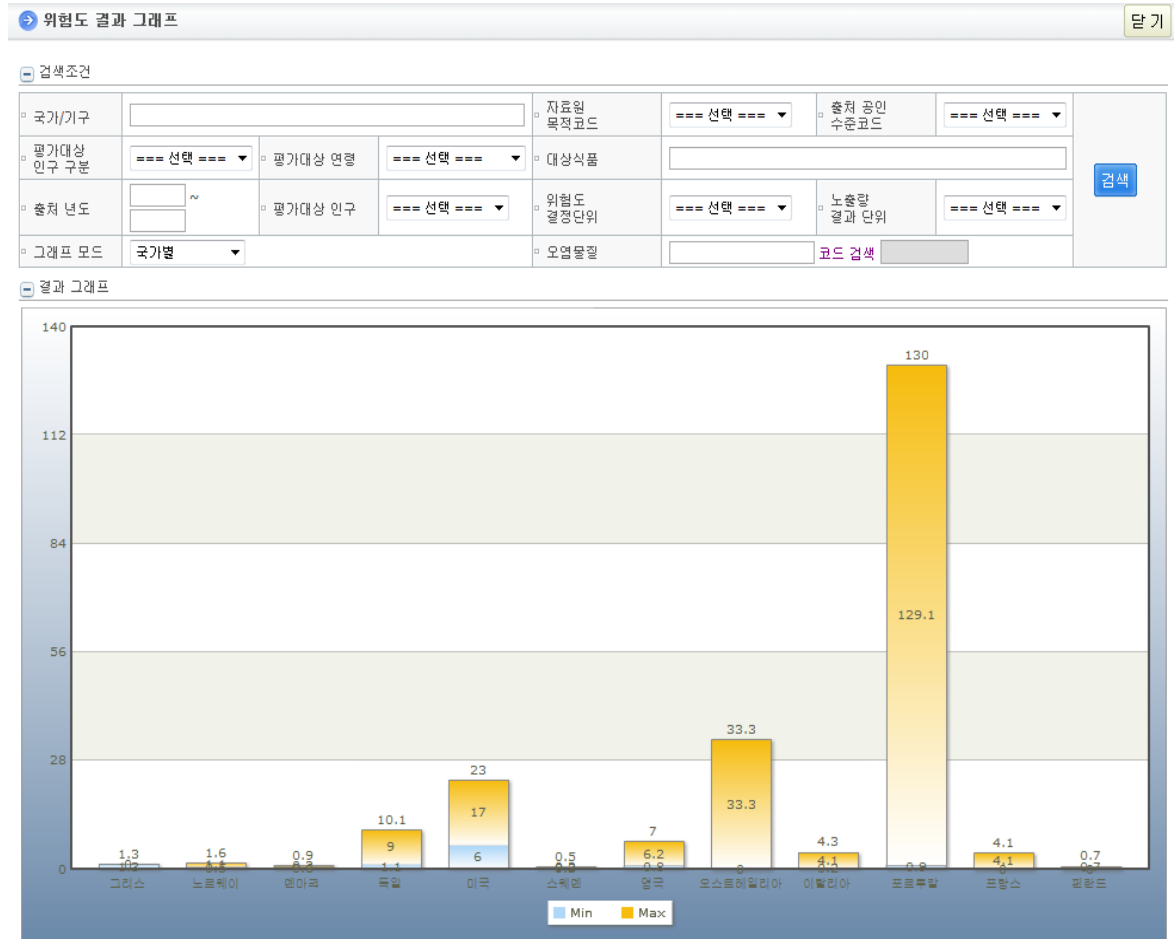 위험도 결과 그래프
닫기
검색조건
국가/기구
자료원
목적코드
=== 선택 ===
출처 공인
수준코드
=== 선택 ===
평가대상
인구 구분
=== 선택 ===
평가대상 연령
=== 선택 ===
대상식품
검색
출처 년도
~
평가대상 인구
=== 선택 ===
위험도
결정단위
=== 선택 ===
노출량
결과 단위
=== 선택 ===
그래프 모드
국가별
오염물질
코드 검색
결과 그래프
140
112
84
56
28
0
1.3
1.6
0.9
10.1
9
1.1
23
17
6
0.5
7
6.2
0.8
33.3
33.3
0
4.3
4.1
130
129.1
0.9
4.1
4.1
0.7
그리스
노르웨이
덴마크
독일
미국
스웨덴
영국
오스트레일리아
이탈리아
포르투칼
프랑스
핀란드
Min
Max